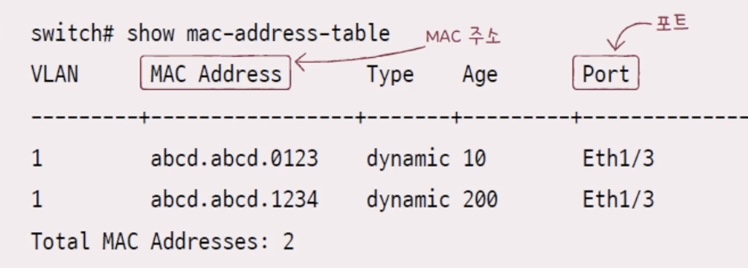 switch# show mac-address-table
MAC 주소
포트
VLAN MAC Address Type Age Port
---------+-----------------+-------+---------+--------------
1 abcd.abcd.0123 dynamic 10 Eth1/3
1 abcd.abcd.1234 dynamic 200 Eth1/3
Total MAC Addresses: 2